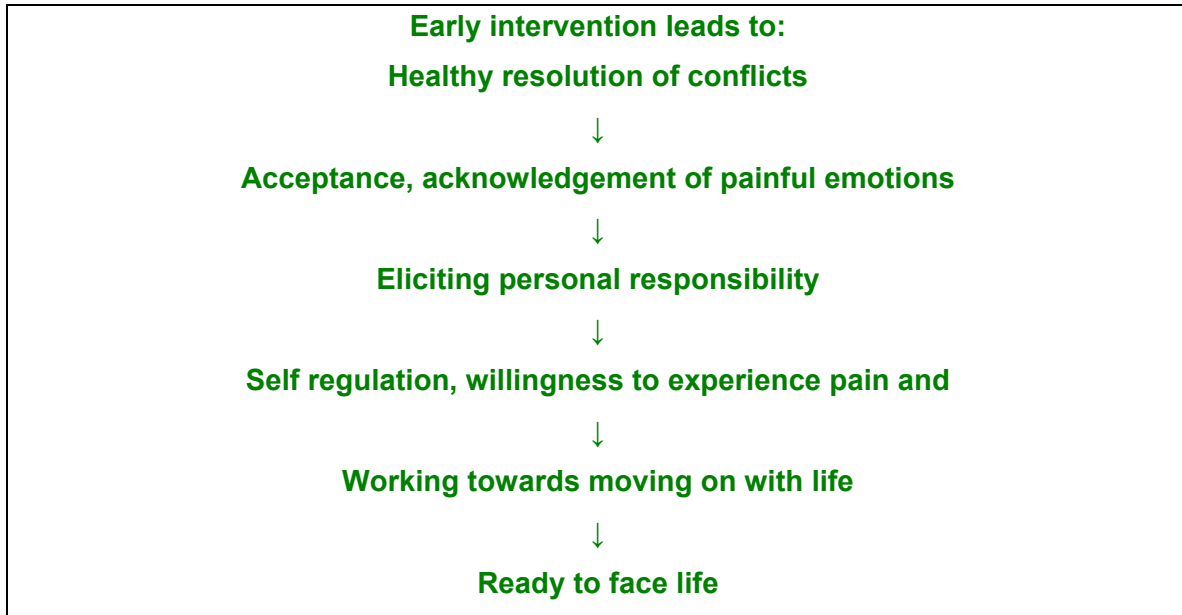 Early intervention leads to:
Healthy resolution of conflicts
↓
Acceptance, acknowledgement of painful emotions
↓
Eliciting personal responsibility
↓
Self regulation, willingness to experience pain and
↓
Working towards moving on with life
↓
Ready to face life